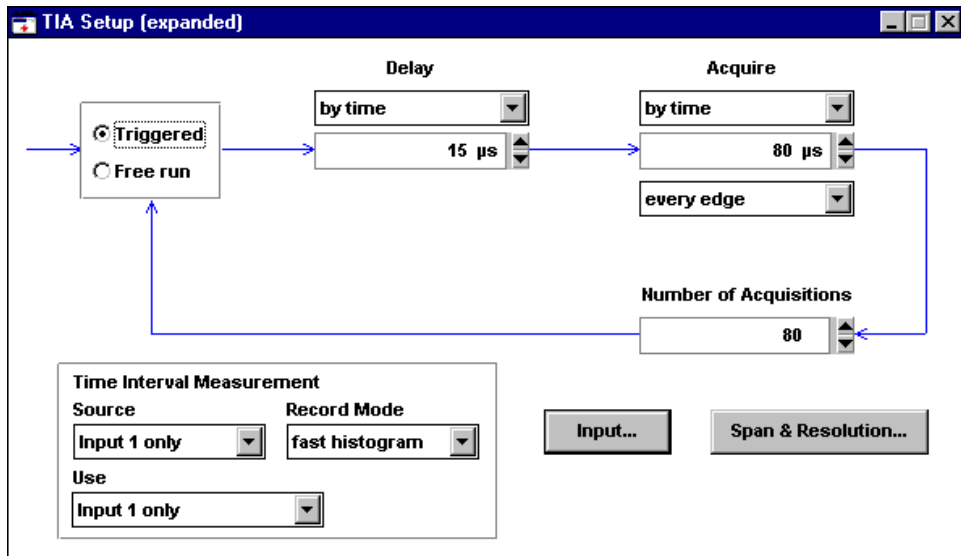 TIA Setup (expanded)
Delay
Acquire
by time
by time
Triggered
15 µs
80 µs
Free run
every edge
Number of Acquisitions
80
Time Interval Measurement
Source
Record Mode
Input 1 only
fast histogram
Input...
Span & Resolution...
Use
Input 1 only